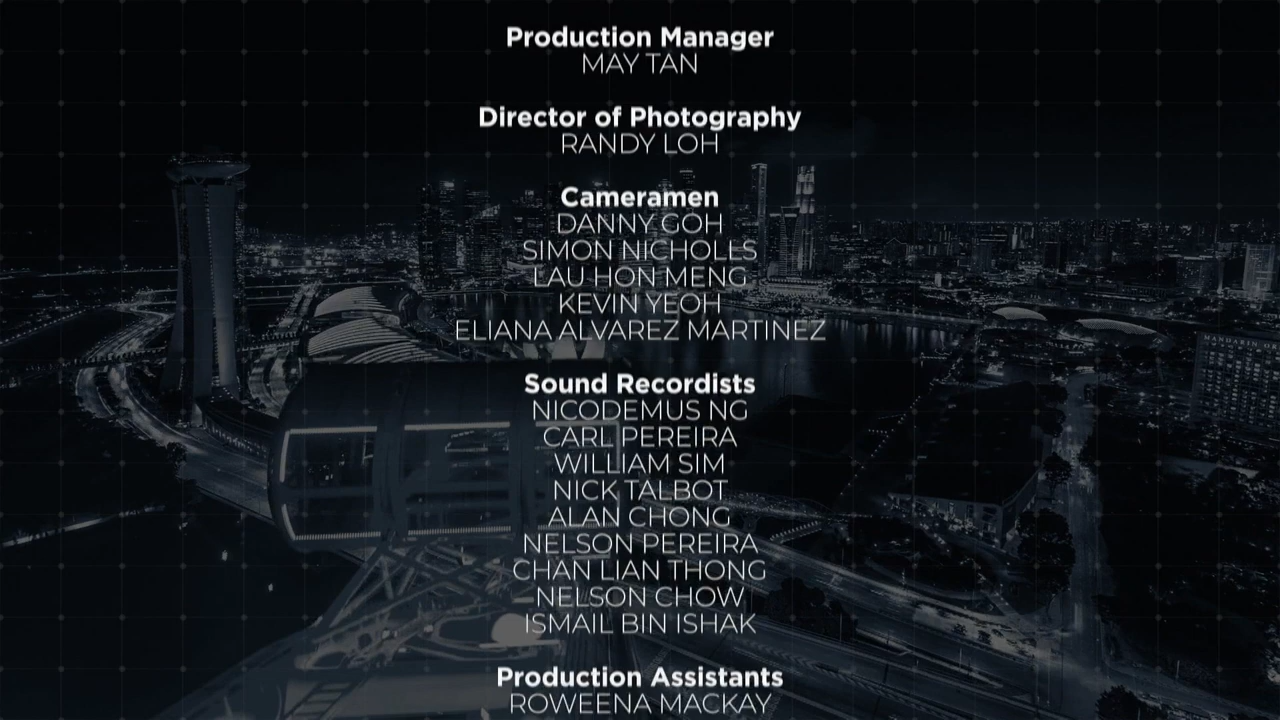 Production Manager
MAY TAN
Director of Photography
RANDY LOH
Cameramen
DANNY GOH
SIMON NICHOLLS
LAU HON MENG
KEVIN YEOH
ELIANA ALVAREZ MARTINEZ
Sound Recordists
NICODEMUS NG
CARL PEREIRA
WILLIAM SIM
NICK TALBOT
ALAN CHONG
NELSON PEREIRA
CHAN LIAN THONG
NELSON CHOW
ISMAIL BIN ISHAK
Production Assistants
ROWEENA MACKAY